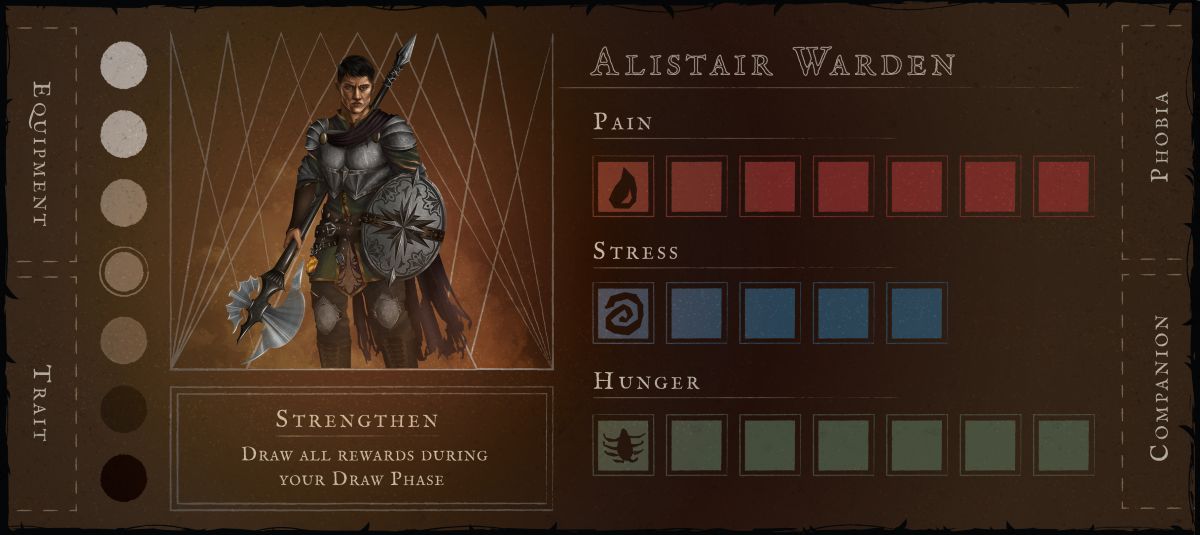 Equipment
Trait
Alistair Warden
Pain
Stress
Hunger
Strengthen
Draw all rewards during
your Draw Phase
Phobia
Companion